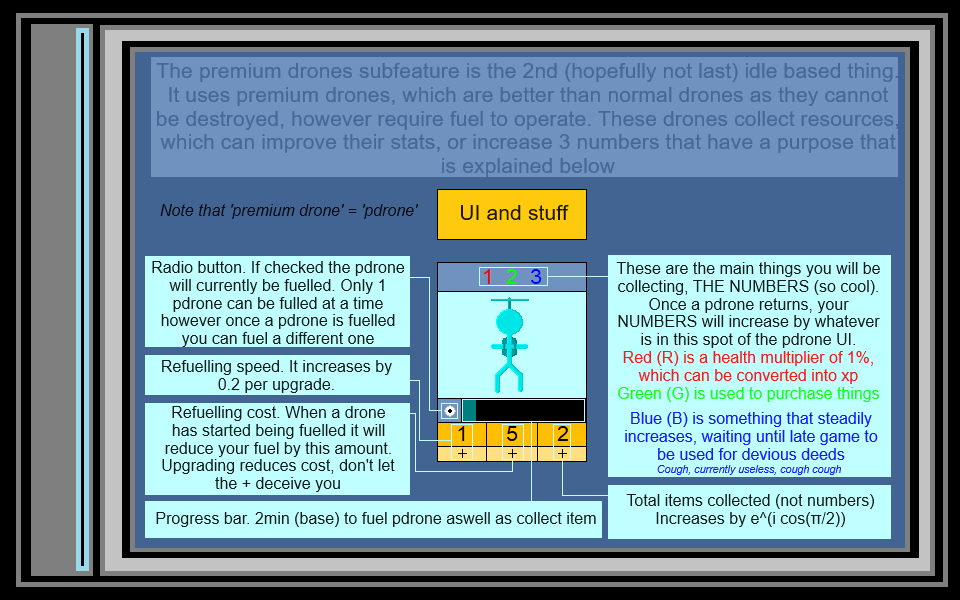 The premium drones subfeature is the 2nd (hopefully not last) idle based thing.
It uses premium drones, which are better than normal drones as they cannot
be destroyed, however require fuel to operate. These drones collect resources,
which can improve their stats, or increase 3 numbers that have a purpose that
is explained below
Note that 'premium drone' = 'pdrone'
UI and stuff
Radio button. If checked the pdrone
will currently be fuelled. Only 1
pdrone can be fulled at a time
however once a pdrone is fuelled
you can fuel a different one
Refuelling speed. It increases by
0.2 per upgrade.
Refuelling cost. When a drone
has started being fuelled it will
reduce your fuel by this amount.
Upgrading reduces cost, don't let
the + deceive you
Progress bar. 2min (base) to fuel pdrone aswell as collect item
1 2 3
1 5 2
+ + +
These are the main things you will be
collecting, THE NUMBERS (so cool).
Once a pdrone returns, your
NUMBERS will increase by whatever
is in this spot of the pdrone UI.
Red (R) is a health multiplier of 1%,
which can be converted into xp
Green (G) is used to purchase things
Blue (B) is something that steadily
increases, waiting until late game to
be used for devious deeds
Cough, currently useless, cough cough
Total items collected (not numbers)
Increases by e^(i cos(π/2))